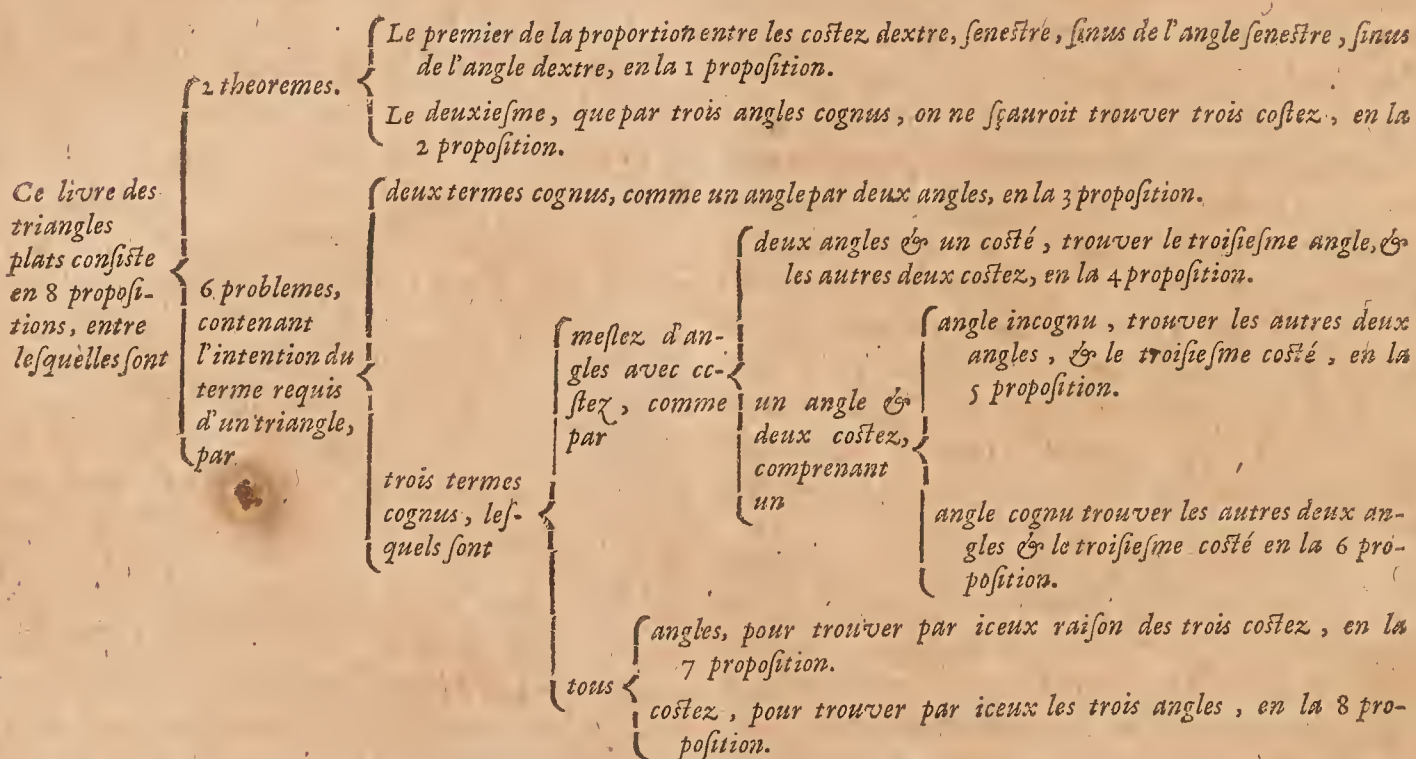 Ce livre des
triangles
plats conſiſte
en 8 propoſi-
tions, entre
leſquèlles ſont
2 theoremes.
Le premier de la proportion entre les coſtez dextre, ſeneſtre, ſinus de l'angle ſeneſtre, ſinus
de l'angle dextre, en la 1 propoſition.
Le deuxieſme, que par trois angles cognus, on ne ſçauroit trouver trois coſtez, en la
2 propoſition.
6 problemes,
contenant
l'intention du
terme requis
d'un triangle,
par
deux termes cognus, comme un angle par deux angles, en la 3 propoſition.
trois termes
cognus, leſ-
quels ſont
meſlez d'an-
gles avec co-
ſtez, comme
par
deux angles & un coſté, trouver le troiſieſme angle, &
les autres deux coſtez, en la 4 propoſition.
un angle &
deux coſtez,
comprenant
un
angle incognu, trouver les autres deux
angles, & le troiſieſme coſté, en la
5 propoſition.
angle cognu trouver les autres deux an-
gles & le troiſieſme coſté en la 6 pro-
poſition.
tous
angles, pour trouver par iceux raiſon des trois coſtez, en la
7 propoſition.
coſtez, pour trouver par iceux les trois angles, en la 8 pro-
poſition.